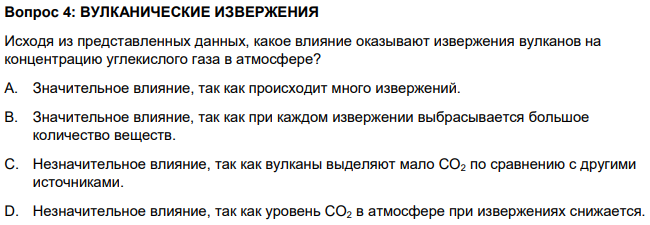 Вопрос 4: ВУЛКАНИЧЕСКИЕ ИЗВЕРЖЕНИЯ
Исходя из представленных данных, какое влияние оказывают извержения вулканов на
концентрацию углекислого газа в атмосфере?
A. Значительное влияние, так как происходит много извержений.
B. Значительное влияние, так как при каждом извержении выбрасывается большое
количество веществ.
C. Незначительное влияние, так как вулканы выделяют мало CO₂ по сравнению с другими
источниками.
D. Незначительное влияние, так как уровень CO₂ в атмосфере при извержениях снижается.